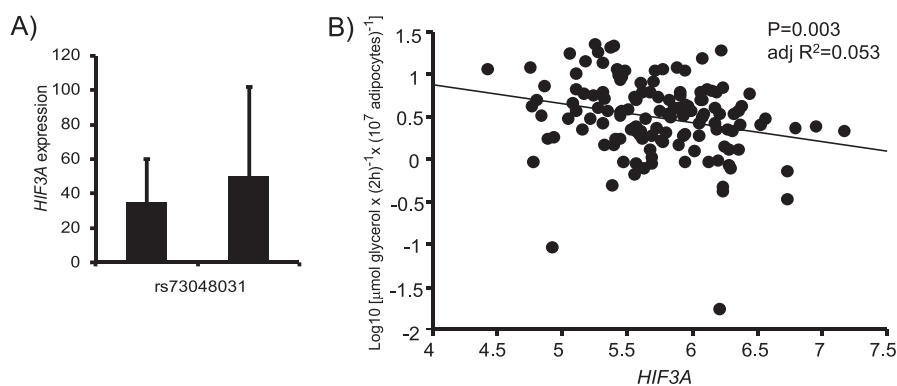 A)
HIF3A expression
120
100
80
60
40
20
0
rs73048031
B)
P=0.003
adj R²=0.053
Log10 [μmol glycerol x (2h)⁻¹x (10⁷ adipocytes)⁻¹]
1.5
1
0.5
0
-0.5
-1
-1.5
-2
4 4.5 5 5.5 6 6.5 7 7.5
HIF3A